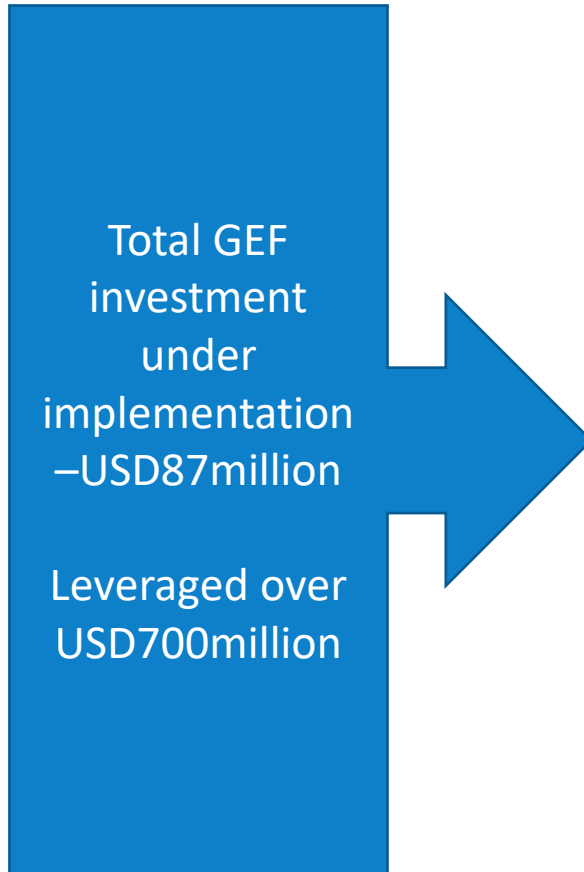 Total GEF
investment
under
implementation
–USD87million
Leveraged over
USD700million